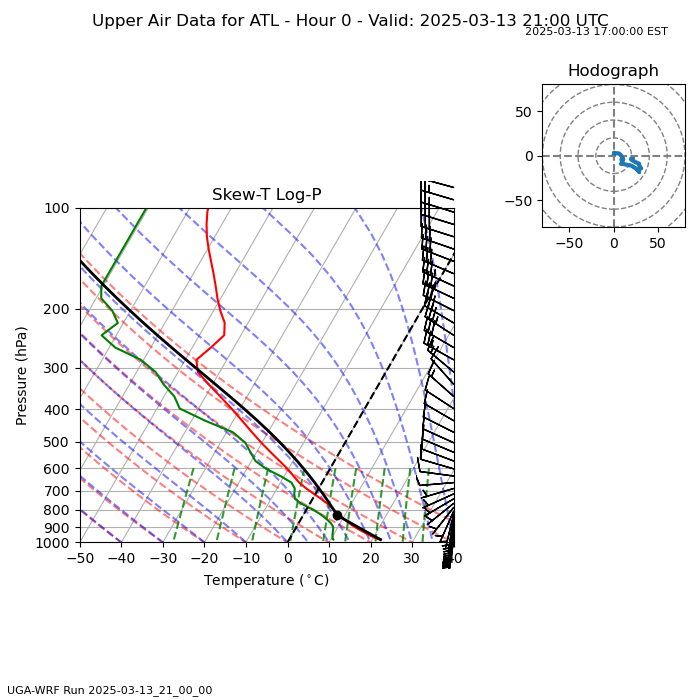 Upper Air Data for ATL - Hour 0 - Valid: 2025-03-13 21:00 UTC
2025-03-13 17:00:00 EST
Hodograph
50
0
−50
−50 0 50
Skew-T Log-P
100
200
300
400
500
600
700
800
900
1000
Pressure (hPa)
−50 −40 −30 −20 −10 0 10 20 30 40
Temperature (°C)
UGA-WRF Run 2025-03-13_21_00_00